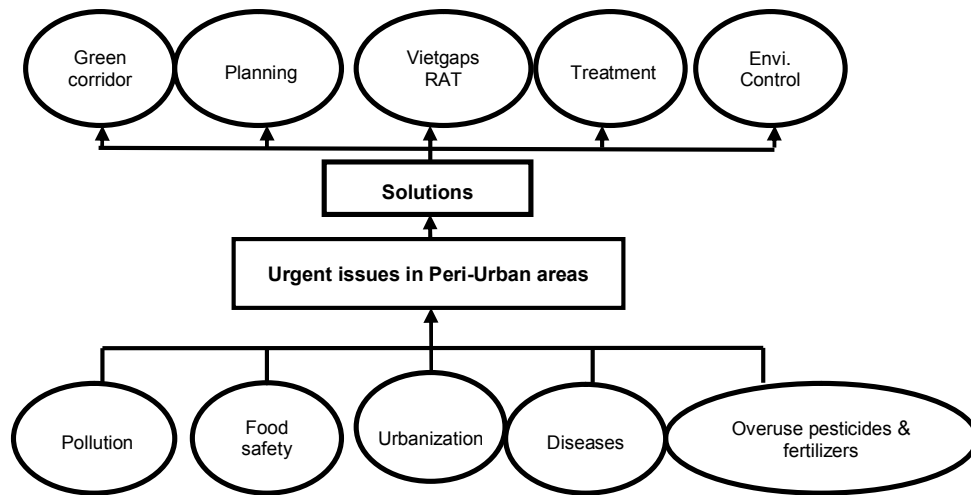 Green
corridor
Planning
Vietgaps
RAT
Treatment
Envi.
Control
Solutions
Urgent issues in Peri-Urban areas
Pollution
Food
safety
Urbanization
Diseases
Overuse pesticides &
fertilizers